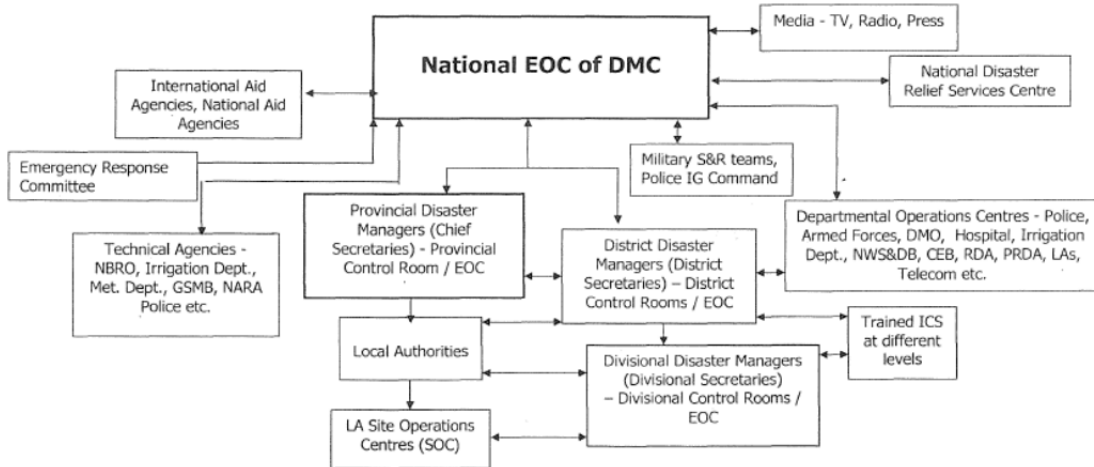 Media - TV, Radio, Press
National EOC of DMC
National Disaster
Relief Services Centre
International Aid
Agencies, National Aid
Agencies
Emergency Response
Committee
Military S&R teams,
Police IG Command
Technical Agencies -
NBRO, Irrigation Dept.,
Met. Dept., GSMB, NARA
Police etc.
Provincial Disaster
Managers (Chief
Secretaries) - Provincial
Control Room / EOC
District Disaster
Managers (District
Secretaries) – District
Control Rooms / EOC
Departmental Operations Centres - Police,
Armed Forces, DMO, Hospital, Irrigation
Dept., NWS&DB, CEB, RDA, PRDA, LAs,
Telecom etc.
Local Authorities
Trained ICS
at different
levels
Divisional Disaster Managers
(Divisional Secretaries)
– Divisional Control Rooms /
EOC
LA Site Operations
Centres (SOC)